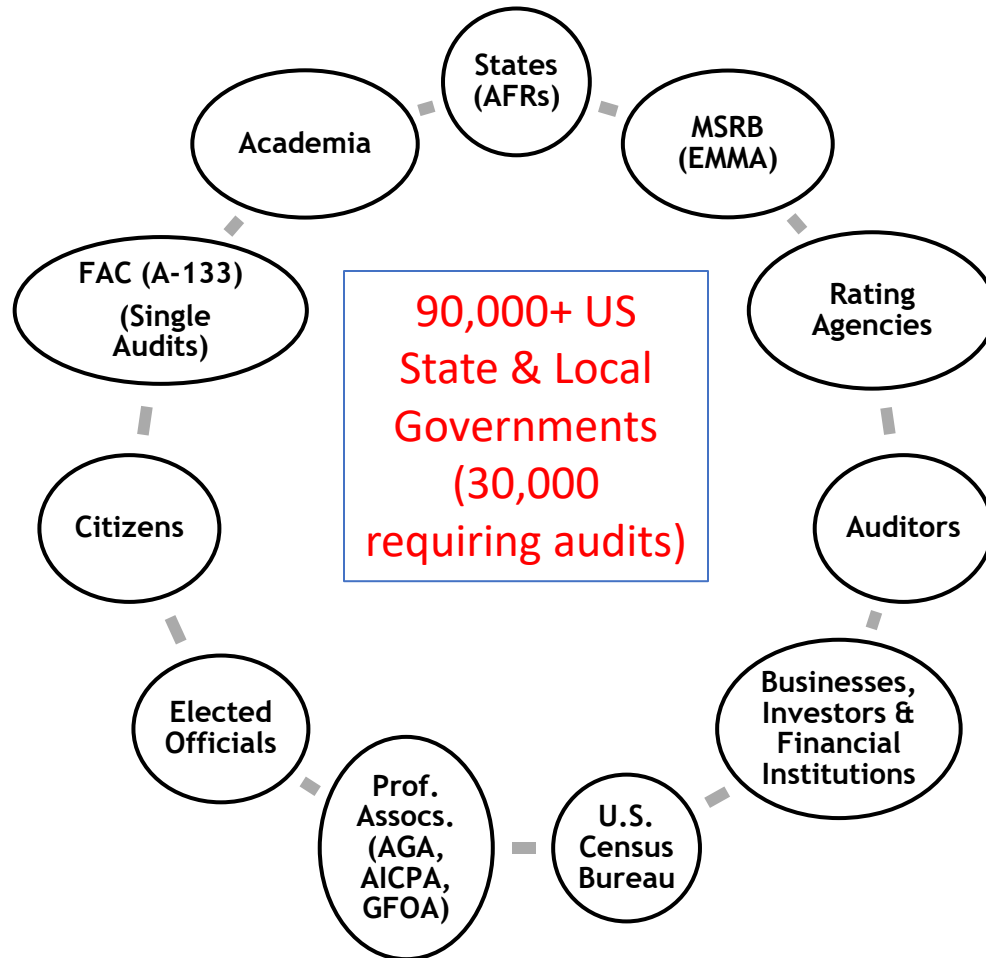 States
(AFRs)
MSRB
(EMMA)
Rating
Agencies
Auditors
Businesses,
Investors &
Financial
Institutions
U.S.
Census
Bureau
Prof.
Assocs.
(AGA,
AICPA,
GFOA)
Elected
Officials
Citizens
FAC (A-133)
(Single
Audits)
Academia
90,000+ US
State & Local
Governments
(30,000
requiring audits)